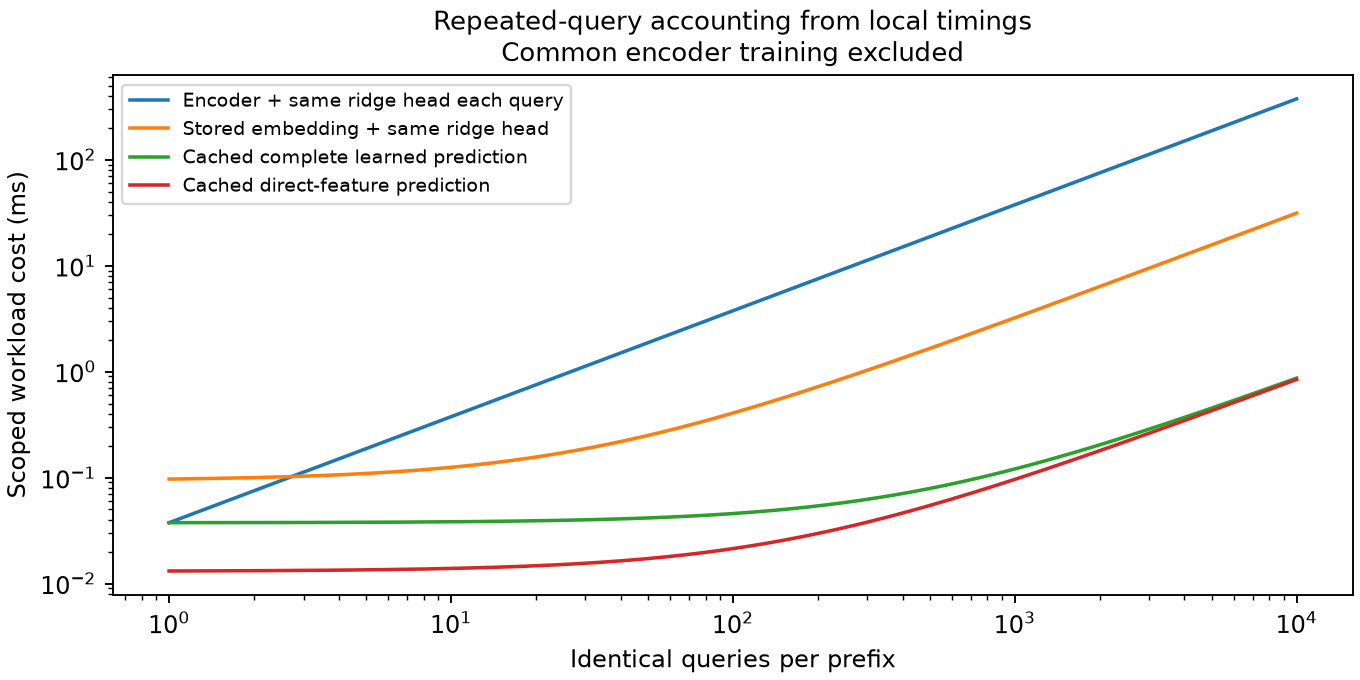 Repeated-query accounting from local timings
Common encoder training excluded
Encoder + same ridge head each query
Stored embedding + same ridge head
Cached complete learned prediction
Cached direct-feature prediction
Scoped workload cost (ms)
10²
10¹
10⁰
10⁻¹
10⁻²
10⁰ 10¹ 10² 10³ 10⁴
Identical queries per prefix